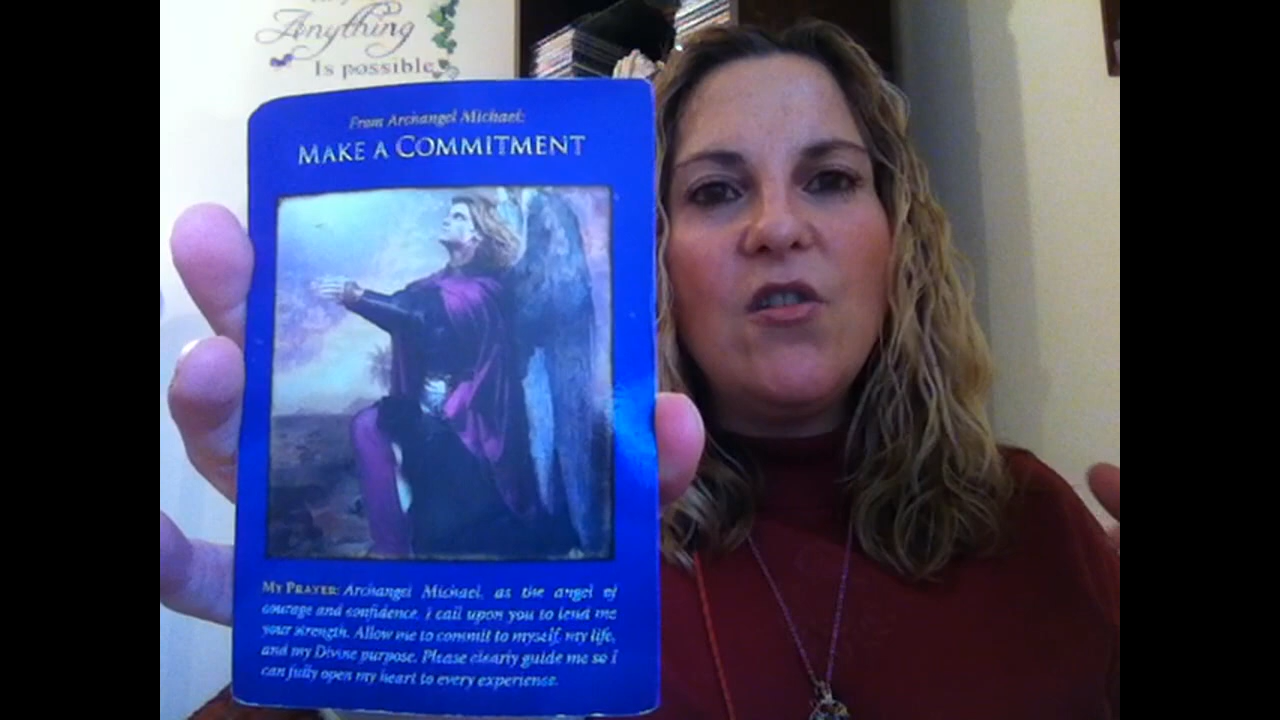 Anything
Is possible
From Archangel Michael:
MAKE A COMMITMENT
MY PRAYER: Archangel Michael, as the angel of
courage and confidence, I call upon you to lend me
your strength. Allow me to commit to myself, my life,
and my Divine purpose. Please clearly guide me so I
can fully open my heart to every experience.